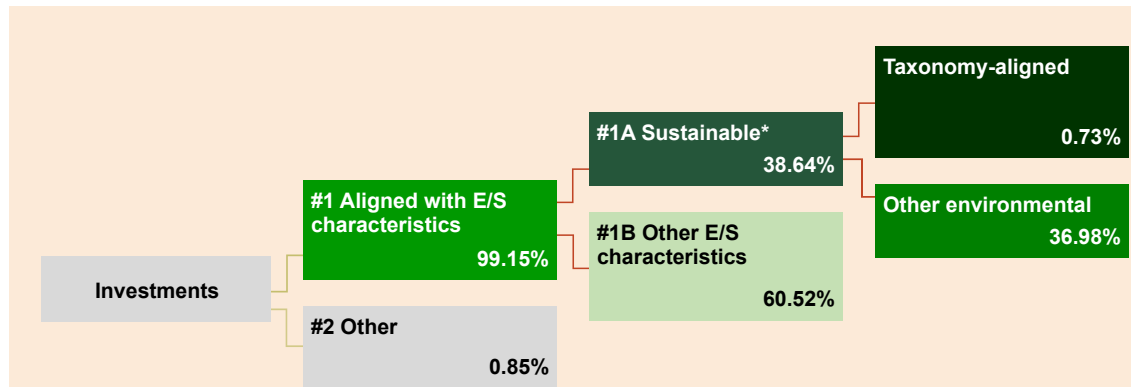 Investments
#1 Aligned with E/S
characteristics
99.15%
#2 Other
0.85%
#1A Sustainable*
38.64%
#1B Other E/S
characteristics
60.52%
Taxonomy-aligned
0.73%
Other environmental
36.98%